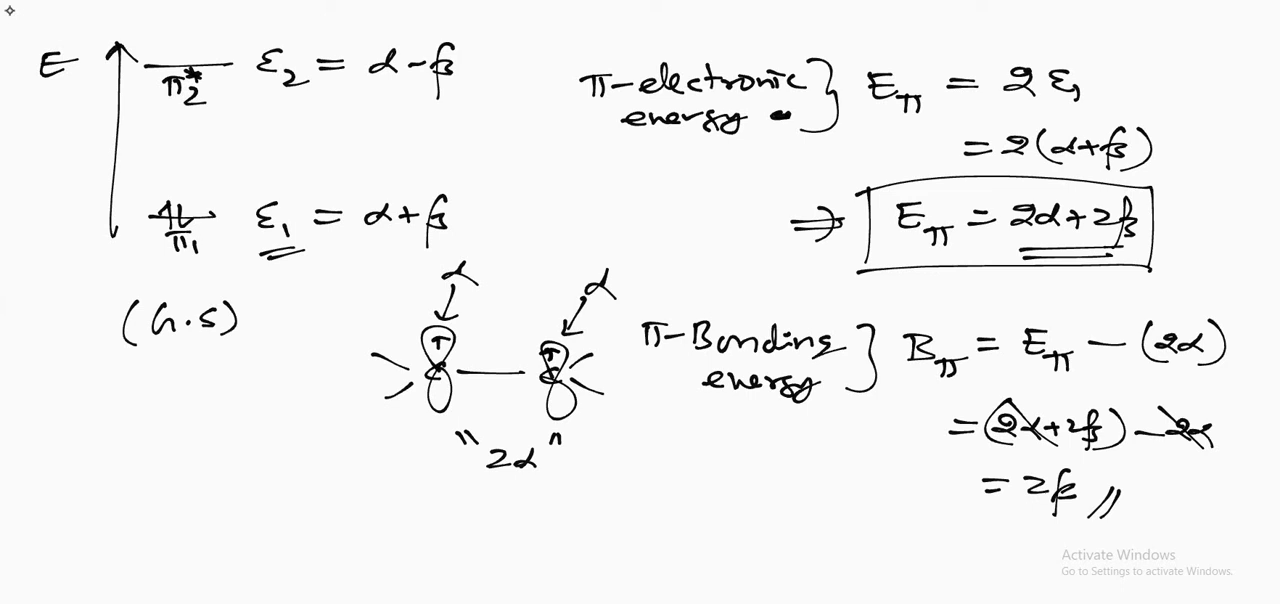 E
π₂* ε₂ = α - β
π₁ ε₁ = α + β
(G.S)
α α
"2α"
π-electronic energy } Eπ = 2ε₁
= 2(α+β)
⇒ Eπ = 2α+2β
π-Bonding energy } Bπ = Eπ - (2α)
= (2α+2β) - 2α
= 2β //
C C
Activate Windows
Go to Settings to activate Windows.